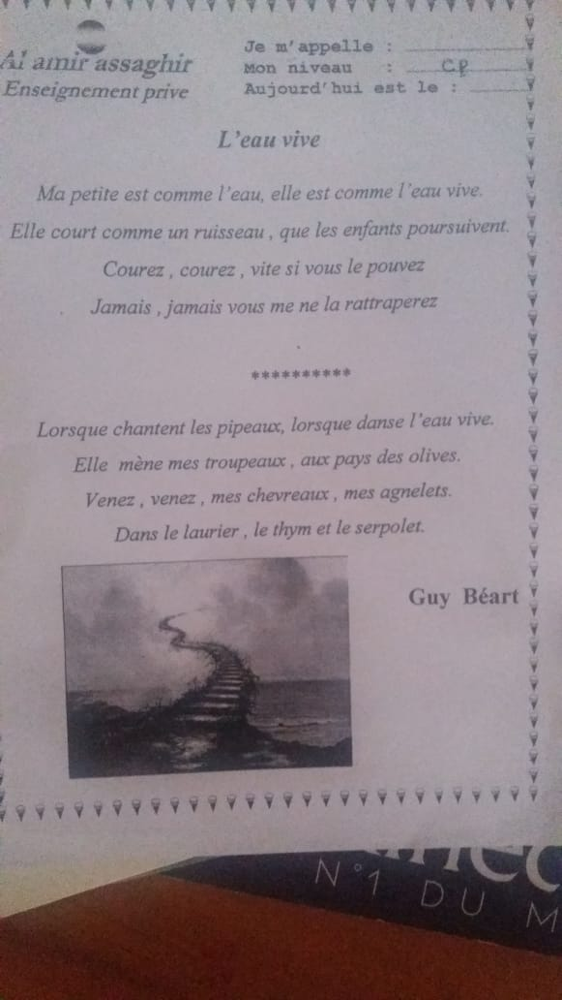 Al amir assaghir
Enseignement prive
Je m'appelle :
Mon niveau : C.P
Aujourd'hui est le :
L'eau vive
Ma petite est comme l'eau, elle est comme l'eau vive.
Elle court comme un ruisseau , que les enfants poursuivent.
Courez , courez , vite si vous le pouvez
Jamais , jamais vous me ne la rattraperez
**********
Lorsque chantent les pipeaux, lorsque danse l'eau vive.
Elle mène mes troupeaux , aux pays des olives.
Venez , venez , mes chevreaux , mes agnelets.
Dans le laurier , le thym et le serpolet.
Guy Béart
N°1 DU